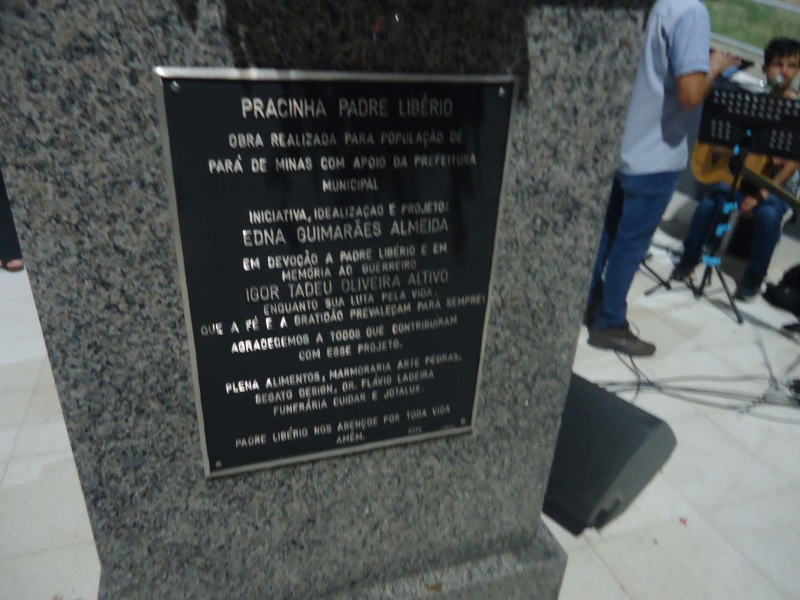 PRACINHA PADRE LIBÉRIO
OBRA REALIZADA PARA POPULAÇÃO DE
PARÁ DE MINAS COM APOIO DA PREFEITURA
MUNICIPAL
INICIATIVA, IDEALIZAÇÃO E PROJETO:
EDNA GUIMARÃES ALMEIDA
EM DEVOÇÃO A PADRE LIBÉRIO E EM
MEMÓRIA AO GUERREIRO
IGOR TADEU OLIVEIRA ALTIVO
ENQUANTO SUA LUTA PELA VIDA.
QUE A FÉ E A GRATIDÃO PREVALEÇAM PARA SEMPRE!
AGRADECEMOS A TODOS QUE CONTRIBUIRAM
COM ESSE PROJETO.
PLENA ALIMENTOS, MARMORARIA ARTE PEDRAS,
BEBATO DESIGN, DR. FLÁVIO LADEIRA
FUNERÁRIA CUIDAR E JOTALUX.
PADRE LIBÉRIO NOS ABENÇOE POR TODA VIDA
AMÉM.